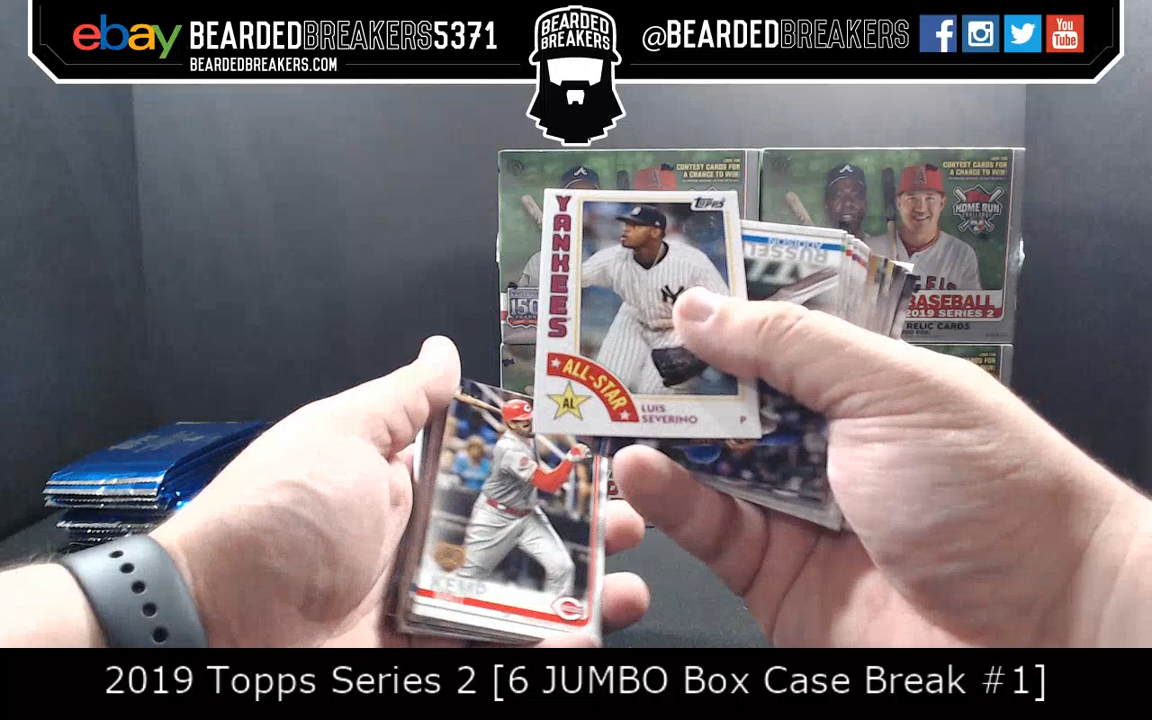 ebay BEARDEDBREAKERS5371
BEARDEDBREAKERS.COM
BEARDED
BREAKERS
@BEARDEDBREAKERS
You
Tube
CONTEST CARDS FOR
A CHANCE TO WIN!
CONTEST CARDS FOR
A CHANCE TO WIN!
HOME RUN
CHALLENGE
150
BASEBALL
2019 SERIES 2
RELIC CARDS
YANKEES
Topps
ALL-STAR
AL
LUIS
SEVERINO
P
ADDISON
RUSSELL
KEMP
2019 Topps Series 2 [6 JUMBO Box Case Break #1]